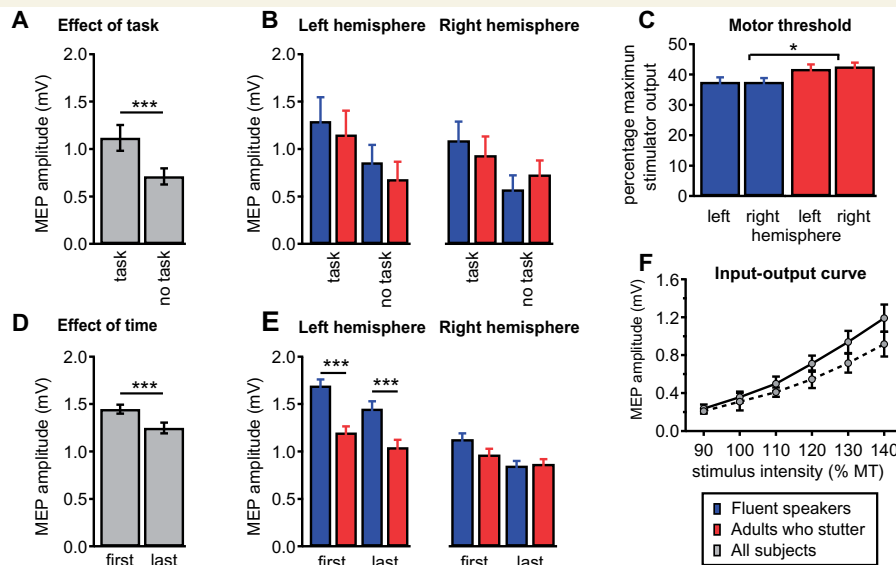 A Effect of task
MEP amplitude (mV)
2.0
1.5
1.0
0.5
0.0
***
task
no task
B Left hemisphere Right hemisphere
MEP amplitude (mV)
2.0
1.5
1.0
0.5
0.0
task
no task
task
no task
C Motor threshold
percentage maximun
stimulator output
50
40
30
20
10
0
*
left right left right
hemisphere
D Effect of time
MEP amplitude (mV)
2.0
1.5
1.0
0.5
0.0
***
first last
E Left hemisphere Right hemisphere
MEP amplitude (mV)
2.0
1.5
1.0
0.5
0.0
***
***
first last
first last
F Input-output curve
MEP amplitude (mV)
1.6
1.2
0.8
0.4
0.0
90 100 110 120 130 140
stimulus intensity (% MT)
Fluent speakers
Adults who stutter
All subjects